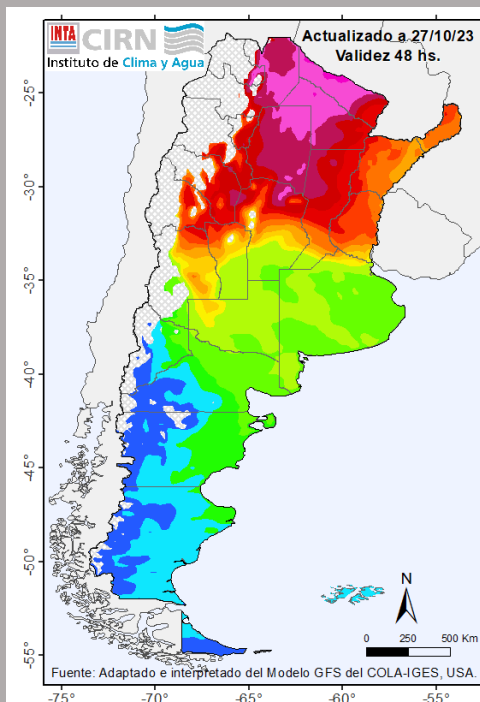 INTA CIRN
Instituto de Clima y Agua
Actualizado a 27/10/23
Validez 48 hs.
-25°
-30°
-35°
-40°
-45°
-50°
-55°
N
0 250 500 Km
Fuente: Adaptado e interpretado del Modelo GFS del COLA-IGES, USA.
-75° -70° -65° -60° -55°